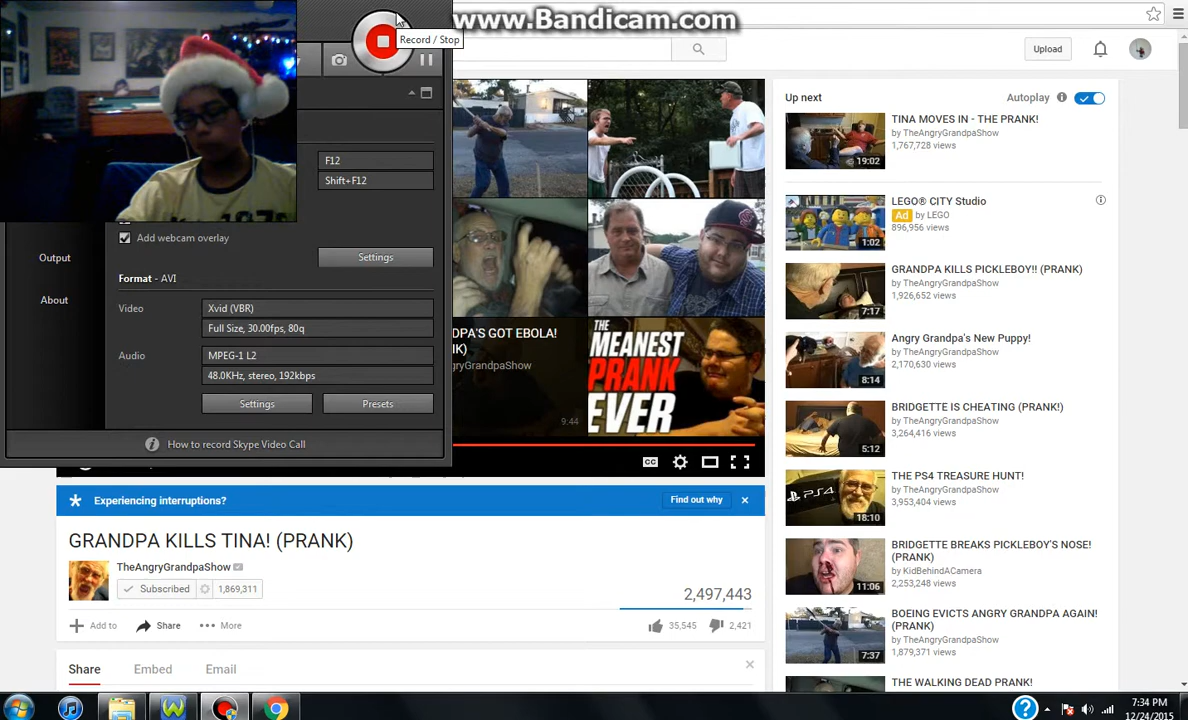 www.Bandicam.com
Record / Stop
Upload
F12
Shift+F12
Add webcam overlay
Settings
Output
About
Format - AVI
Video
Xvid (VBR)
Full Size, 30.00fps, 80q
Audio
MPEG-1 L2
48.0KHz, stereo, 192kbps
Settings
Presets
How to record Skype Video Call
DPA'S GOT EBOLA!
K)
gryGrandpaShow
9:44
THE
MEANEST
PRANK
EVER
CC
Experiencing interruptions?
Find out why
GRANDPA KILLS TINA! (PRANK)
TheAngryGrandpaShow
Subscribed
1,869,311
2,497,443
Add to
Share
More
35,545
2,421
Share
Embed
Email
Up next
Autoplay
TINA MOVES IN - THE PRANK!
by TheAngryGrandpaShow
1,767,728 views
19:02
LEGO® CITY Studio
Ad by LEGO
896,956 views
1:02
GRANDPA KILLS PICKLEBOY!! (PRANK)
by TheAngryGrandpaShow
1,926,652 views
7:17
Angry Grandpa's New Puppy!
by TheAngryGrandpaShow
2,170,630 views
8:14
BRIDGETTE IS CHEATING (PRANK!)
by TheAngryGrandpaShow
3,264,416 views
5:12
THE PS4 TREASURE HUNT!
by TheAngryGrandpaShow
3,953,404 views
PS4
18:10
BRIDGETTE BREAKS PICKLEBOY'S NOSE!
(PRANK)
by KidBehindACamera
2,253,248 views
11:06
BOEING EVICTS ANGRY GRANDPA AGAIN!
(PRANK)
by TheAngryGrandpaShow
1,879,371 views
7:37
THE WALKING DEAD PRANK!
7:34 PM
12/24/2015